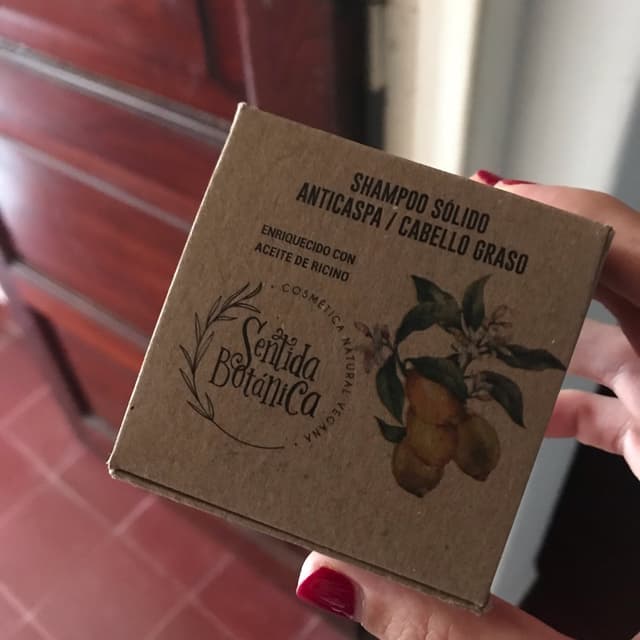 SHAMPOO SÓLIDO
ANTICASPA / CABELLO GRASO
ENRIQUECIDO CON
ACEITE DE RICINO
· COSMÉTICA NATURAL VEGANA ·
Sentida
Botánica